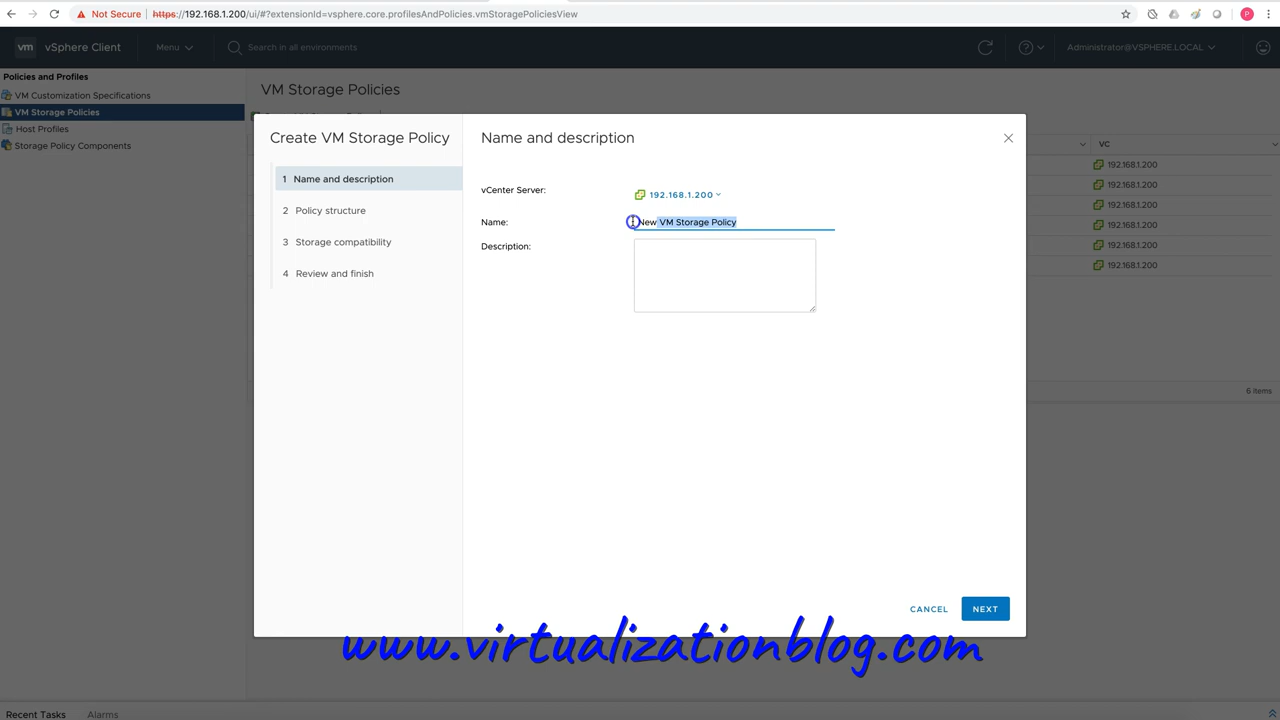 Not Secure https://192.168.1.200/ui/#?extensionId=vsphere.core.profilesAndPolicies.vmStoragePoliciesView P
vm vSphere Client Menu Search in all environments Administrator@VSPHERE.LOCAL
Policies and Profiles
VM Customization Specifications
VM Storage Policies
Host Profiles
Storage Policy Components
VM Storage Policies
VC
192.168.1.200
192.168.1.200
192.168.1.200
192.168.1.200
192.168.1.200
192.168.1.200
6 items
Create VM Storage Policy
1 Name and description
2 Policy structure
3 Storage compatibility
4 Review and finish
Name and description
vCenter Server: 192.168.1.200
Name: New VM Storage Policy
Description:
CANCEL NEXT
www.virtualizationblog.com
Recent Tasks Alarms